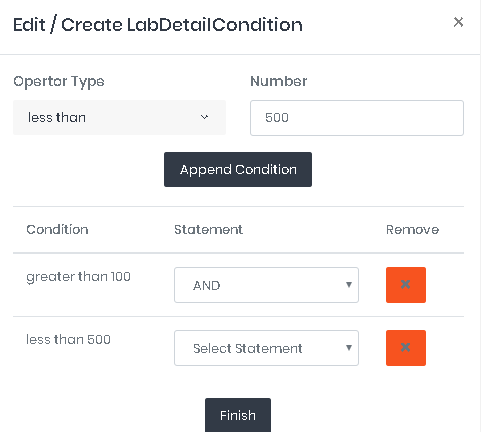 Edit / Create LabDetailCondition ×
Opertor Type Number
less than 500
Append Condition
Condition Statement Remove
greater than 100 AND ×
less than 500 Select Statement ×
Finish